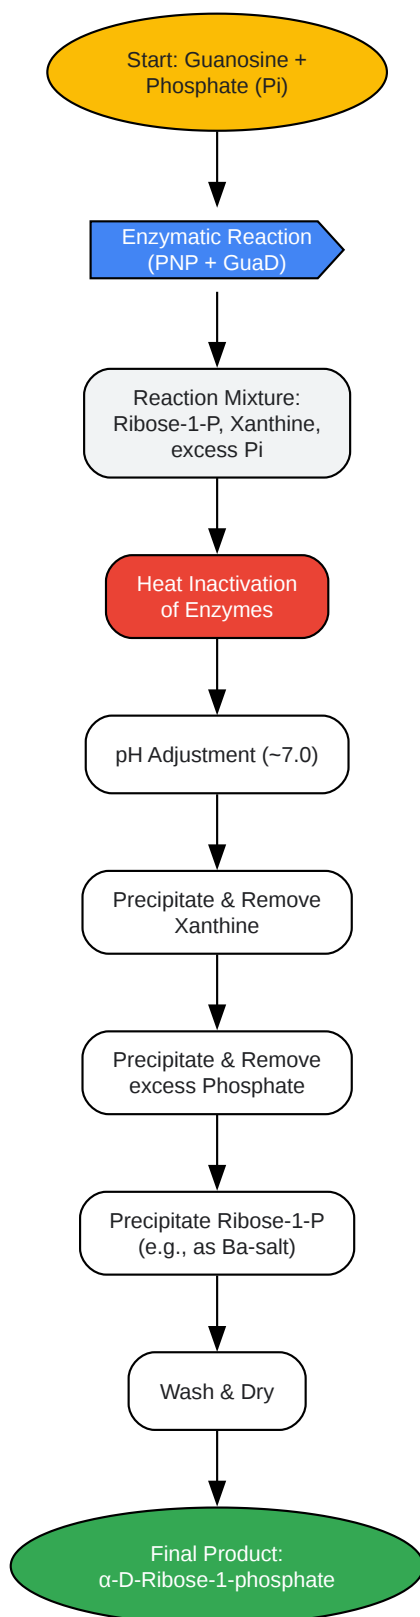 Start: Guanosine +
Phosphate (Pi)
Enzymatic Reaction
(PNP + GuaD)
Reaction Mixture:
Ribose-1-P, Xanthine,
excess Pi
Heat Inactivation
of Enzymes
pH Adjustment (~7.0)
Precipitate & Remove
Xanthine
Precipitate & Remove
excess Phosphate
Precipitate Ribose-1-P
(e.g., as Ba-salt)
Wash & Dry
Final Product:
α-D-Ribose-1-phosphate